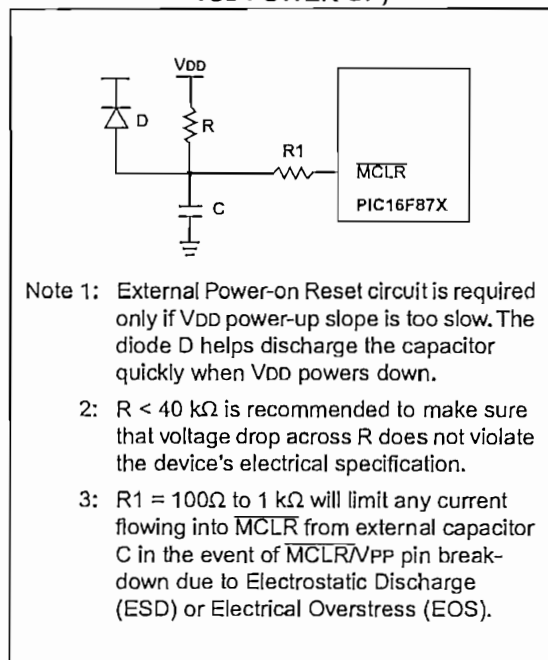 VDD
D
R
R1
C
MCLR
PIC16F87X
Note 1: External Power-on Reset circuit is required
only if VDD power-up slope is too slow. The
diode D helps discharge the capacitor
quickly when VDD powers down.
2: R < 40 kΩ is recommended to make sure
that voltage drop across R does not violate
the device's electrical specification.
3: R1 = 100Ω to 1 kΩ will limit any current
flowing into MCLR from external capacitor
C in the event of MCLR/VPP pin break-
down due to Electrostatic Discharge
(ESD) or Electrical Overstress (EOS).